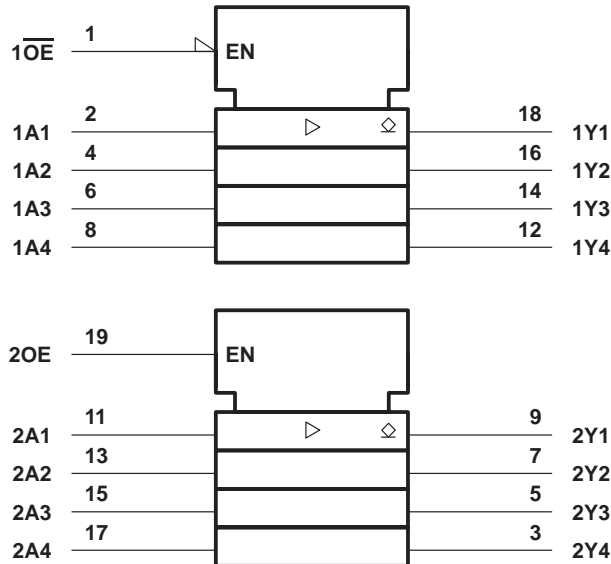 1O̅E̅ 1 EN
1A1 2 18 1Y1
1A2 4 16 1Y2
1A3 6 14 1Y3
1A4 8 12 1Y4
2OE 19 EN
2A1 11 9 2Y1
2A2 13 7 2Y2
2A3 15 5 2Y3
2A4 17 3 2Y4